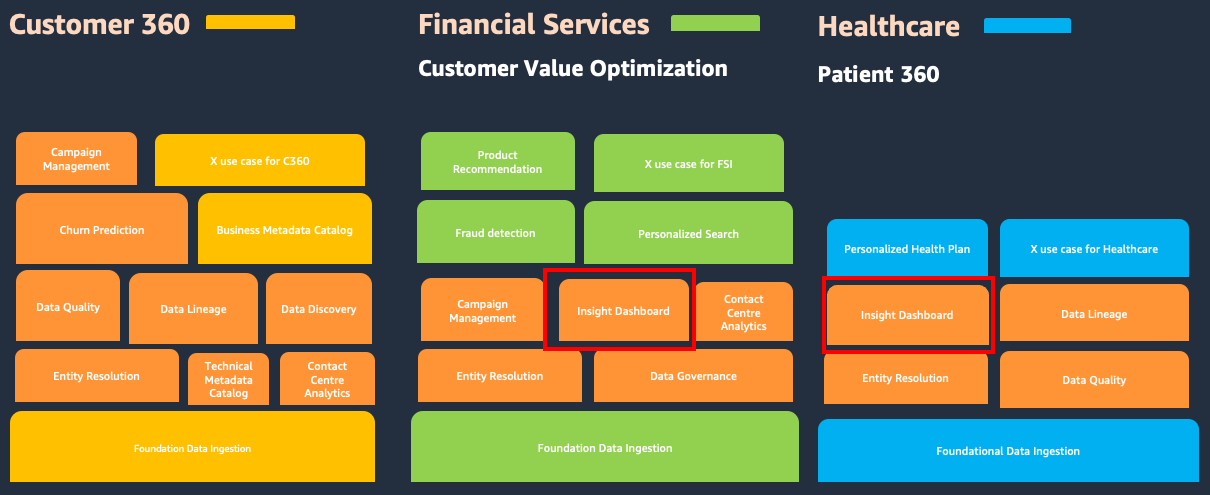 Customer 360
Campaign
Management
X use case for C360
Churn Prediction
Business Metadata Catalog
Data Quality
Data Lineage
Data Discovery
Entity Resolution
Technical
Metadata
Catalog
Contact
Centre
Analytics
Foundation Data Ingestion
Financial Services
Customer Value Optimization
Product
Recommendation
X use case for FSI
Fraud detection
Personalized Search
Campaign
Management
Insight Dashboard
Contact
Centre
Analytics
Entity Resolution
Data Governance
Foundation Data Ingestion
Healthcare
Patient 360
Personalized Health Plan
X use case for Healthcare
Insight Dashboard
Data Lineage
Entity Resolution
Data Quality
Foundational Data Ingestion